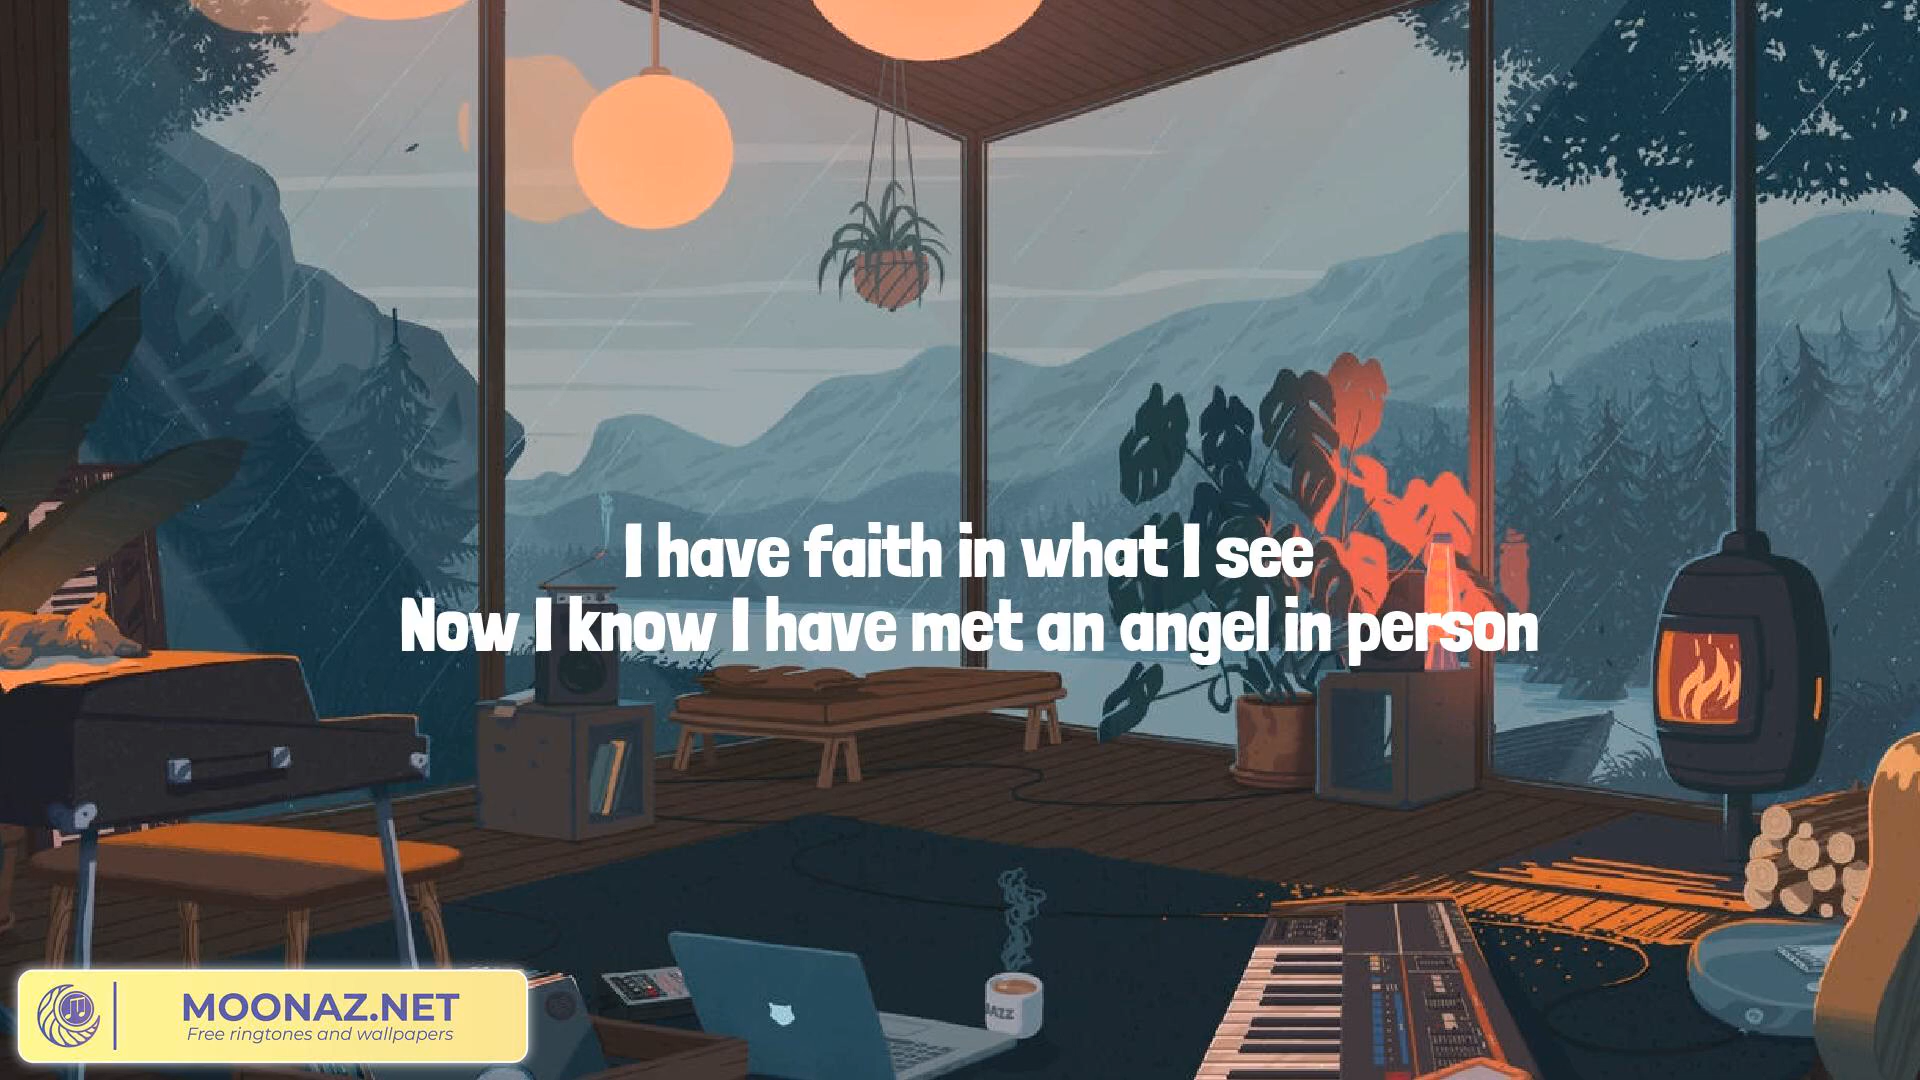 I have faith in what I see
Now I know I have met an angel in person
JAZZ
MOONAZ.NET
Free ringtones and wallpapers